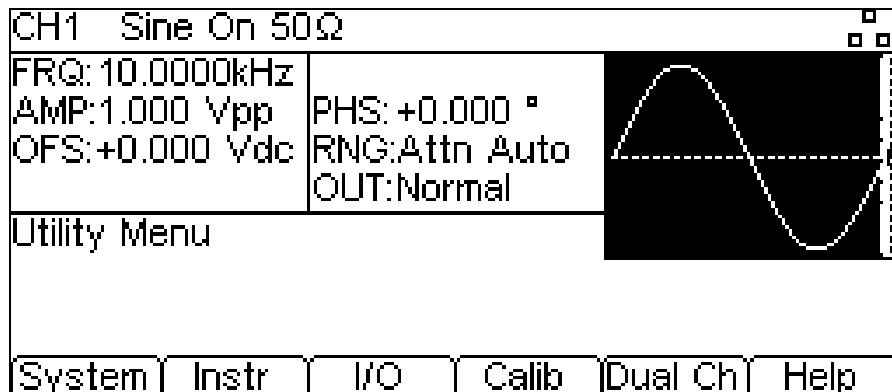 CH1 Sine On 50Ω
FRQ:10.0000kHz
AMP:1.000 Vpp
OFS:+0.000 Vdc
PHS:+0.000 °
RNG:Attn Auto
OUT:Normal
Utility Menu
System Instr I/O Calib Dual Ch Help